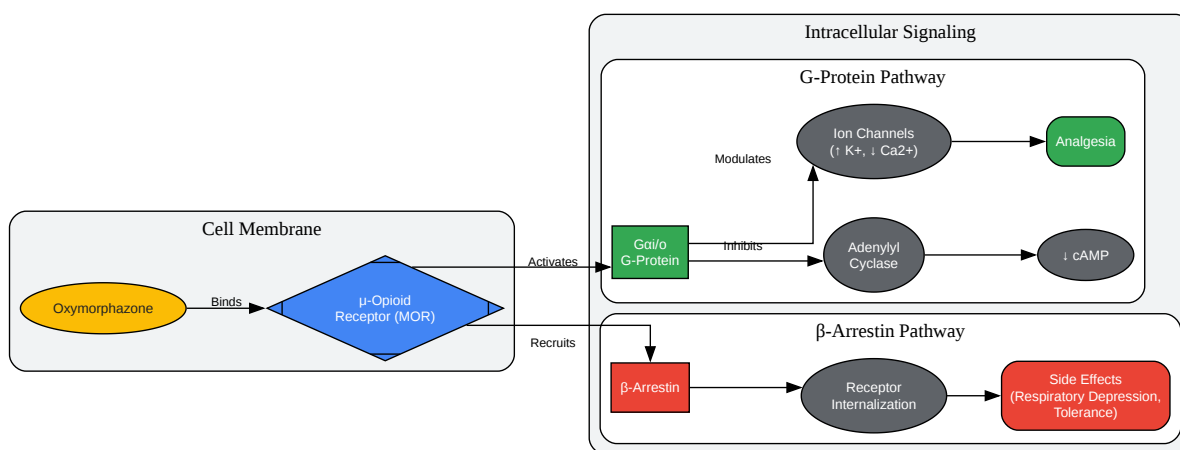 Intracellular Signaling
G-Protein Pathway
Ion Channels
(↑ K+, ↓ Ca2+)
Analgesia
Modulates
Cell Membrane
Gαi/o
G-Protein
Inhibits
Adenylyl
Cyclase
↓ cAMP
Activates
Oxymorphazone
Binds
μ-Opioid
Receptor (MOR)
Recruits
β-Arrestin Pathway
β-Arrestin
Receptor
Internalization
Side Effects
(Respiratory Depression,
Tolerance)